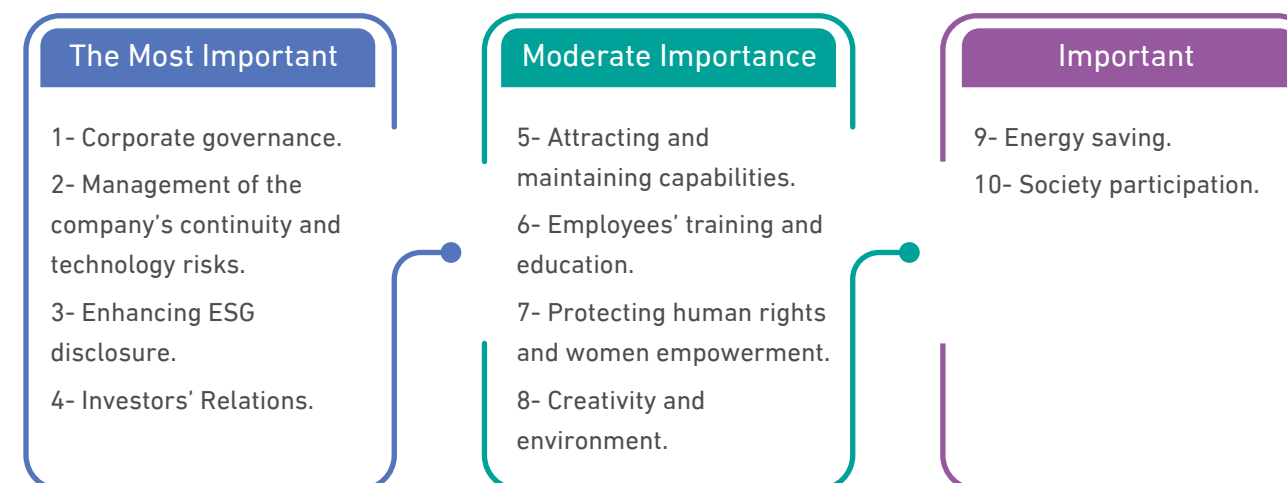 The Most Important
1- Corporate governance.
2- Management of the
company’s continuity and
technology risks.
3- Enhancing ESG
disclosure.
4- Investors’ Relations.
Moderate Importance
5- Attracting and
maintaining capabilities.
6- Employees’ training and
education.
7- Protecting human rights
and women empowerment.
8- Creativity and
environment.
Important
9- Energy saving.
10- Society participation.